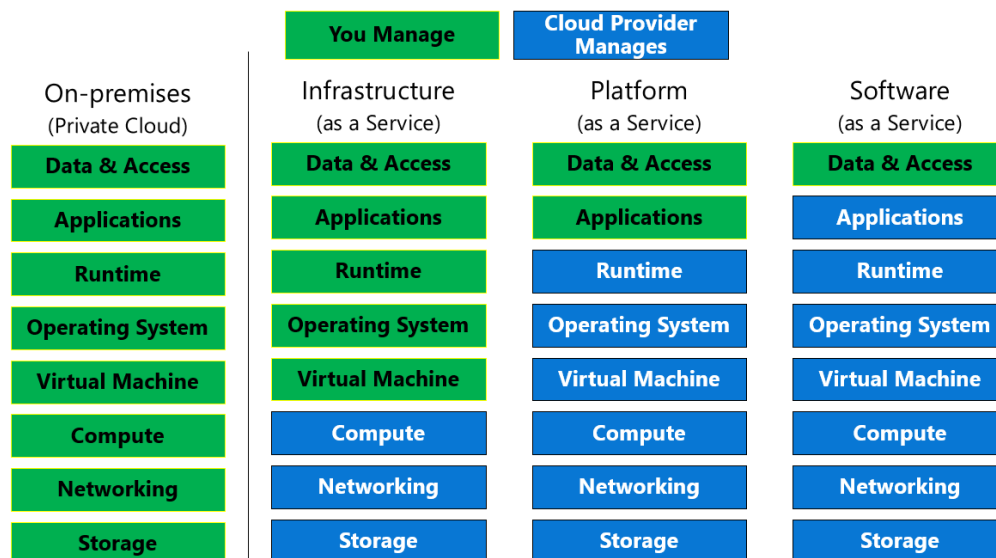 You Manage
Cloud Provider
Manages
On-premises
(Private Cloud)
Data & Access
Applications
Runtime
Operating System
Virtual Machine
Compute
Networking
Storage
Infrastructure
(as a Service)
Data & Access
Applications
Runtime
Operating System
Virtual Machine
Compute
Networking
Storage
Platform
(as a Service)
Data & Access
Applications
Runtime
Operating System
Virtual Machine
Compute
Networking
Storage
Software
(as a Service)
Data & Access
Applications
Runtime
Operating System
Virtual Machine
Compute
Networking
Storage